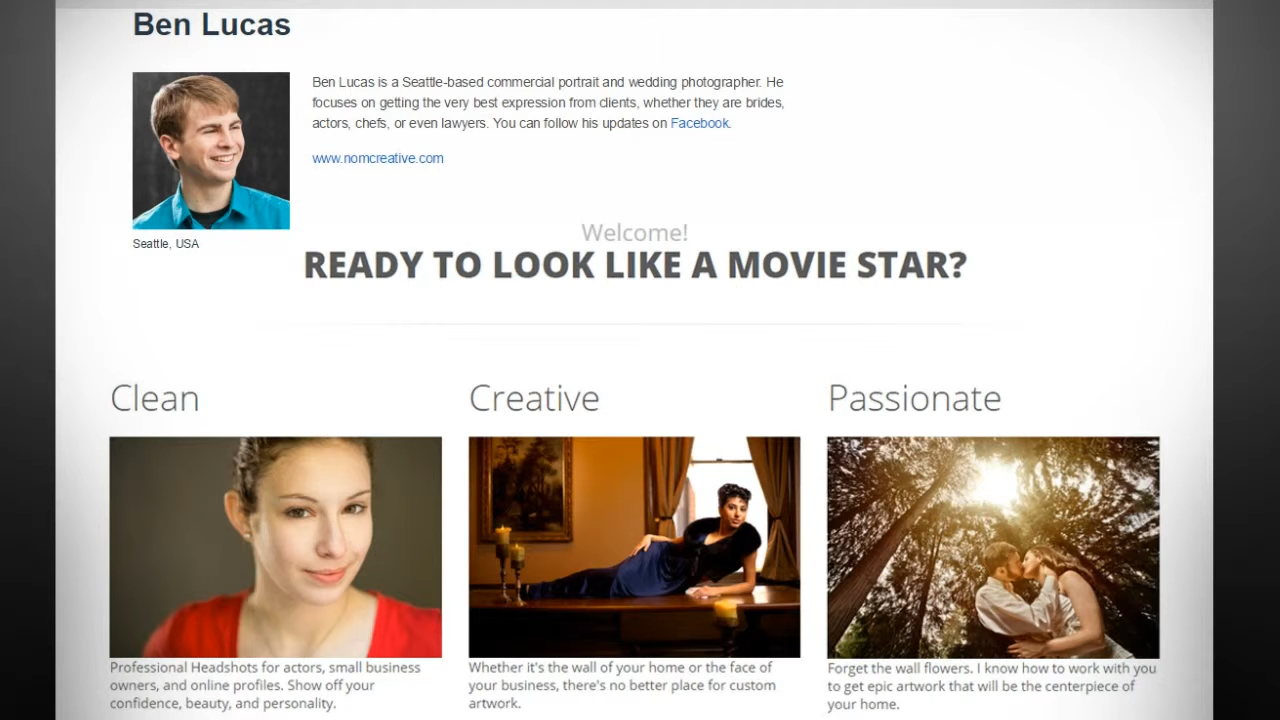 Ben Lucas
Ben Lucas is a Seattle-based commercial portrait and wedding photographer. He
focuses on getting the very best expression from clients, whether they are brides,
actors, chefs, or even lawyers. You can follow his updates on Facebook.
www.nomcreative.com
Seattle, USA
Welcome!
READY TO LOOK LIKE A MOVIE STAR?
Clean
Professional Headshots for actors, small business
owners, and online profiles. Show off your
confidence, beauty, and personality.
Creative
Whether it's the wall of your home or the face of
your business, there's no better place for custom
artwork.
Passionate
Forget the wall flowers. I know how to work with you
to get epic artwork that will be the centerpiece of
your home.